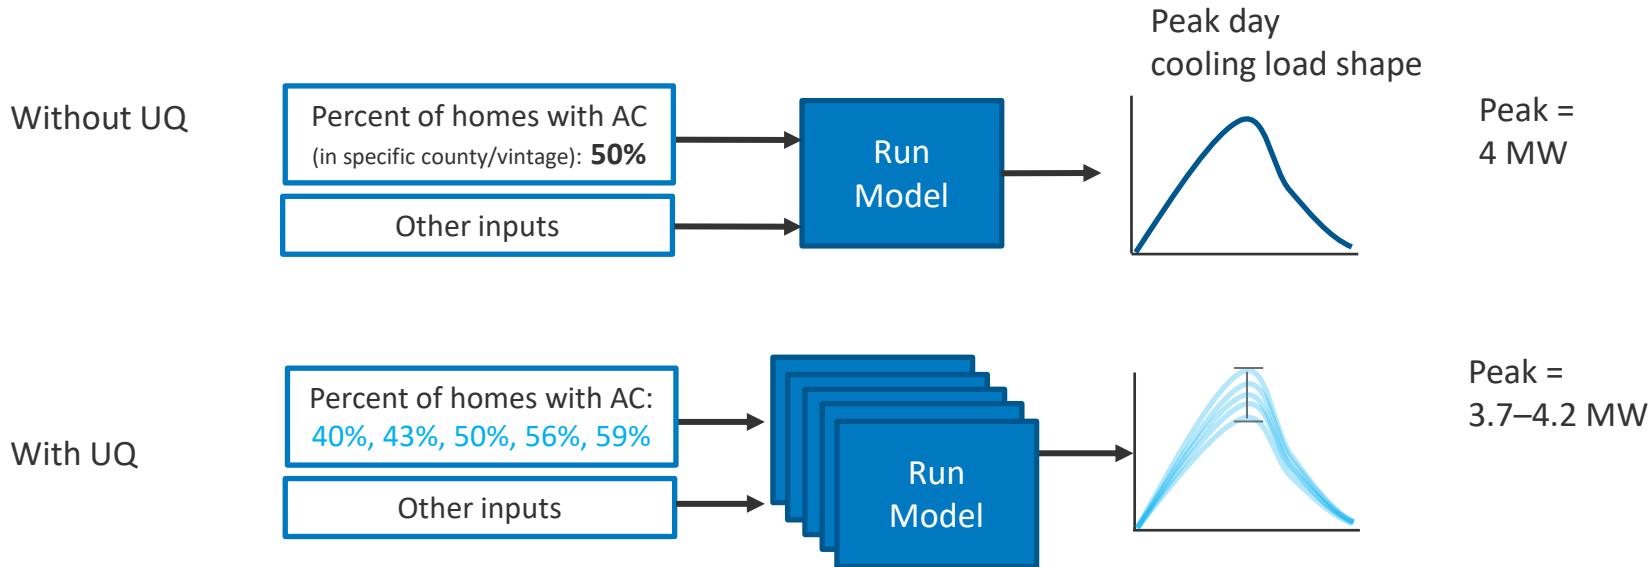 Without UQ
Percent of homes with AC
(in specific county/vintage): 50%
Other inputs
Run
Model
Peak day
cooling load shape
Peak =
4 MW
With UQ
Percent of homes with AC:
40%, 43%, 50%, 56%, 59%
Other inputs
Run
Model
Peak =
3.7–4.2 MW